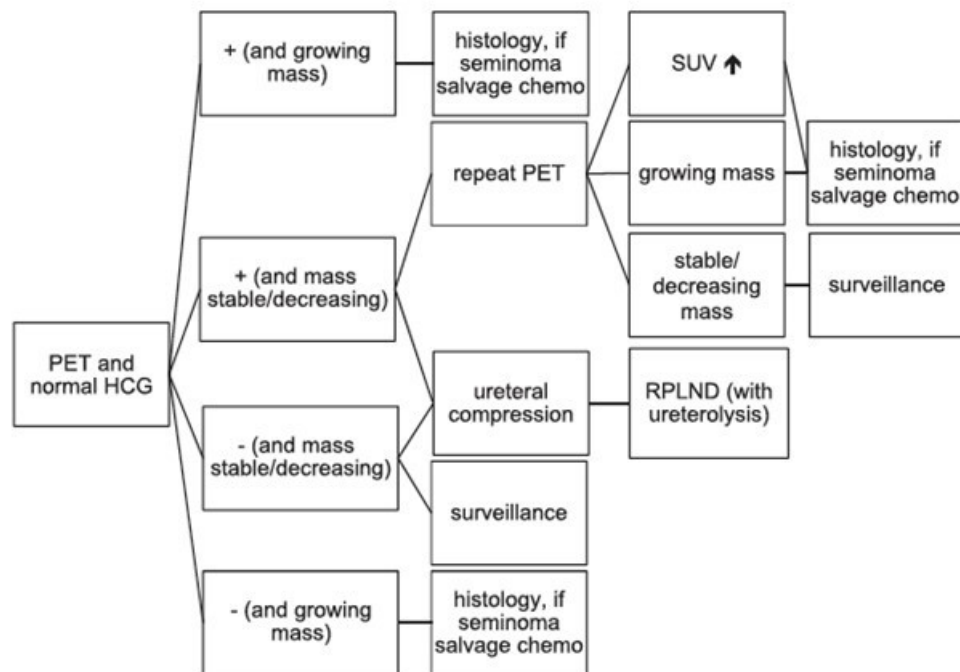 PET and
normal HCG
+ (and growing
mass)
+ (and mass
stable/decreasing)
- (and mass
stable/decreasing)
- (and growing
mass)
histology, if
seminoma
salvage chemo
repeat PET
ureteral
compression
surveillance
histology, if
seminoma
salvage chemo
SUV ↑
growing mass
stable/
decreasing
mass
RPLND (with
ureterolysis)
histology, if
seminoma
salvage chemo
surveillance